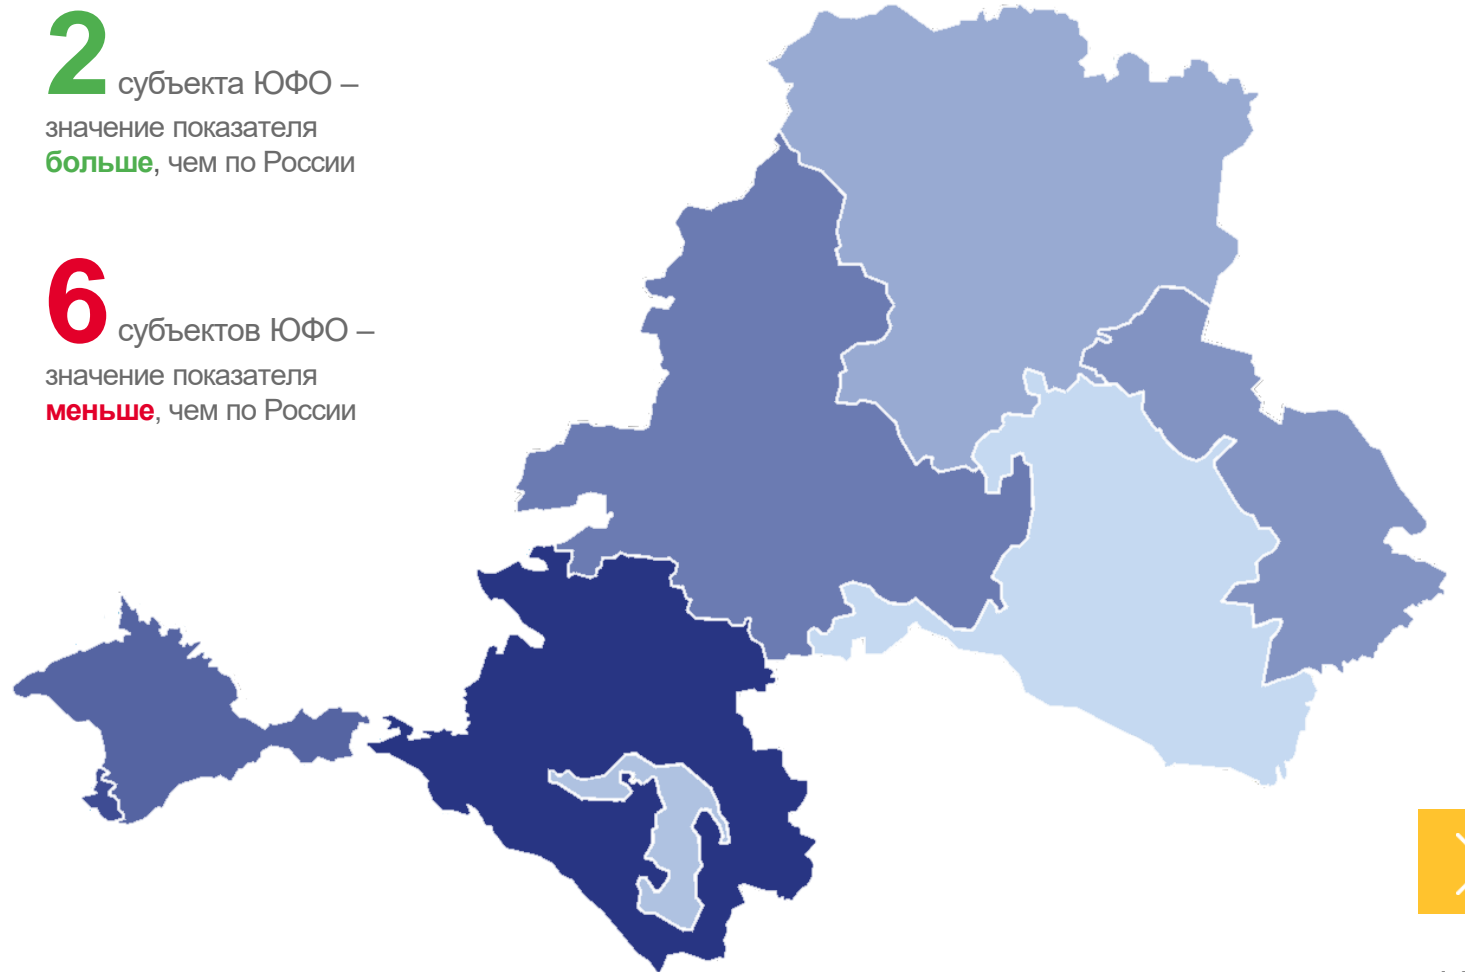 2 субъекта ЮФО –
значение показателя
больше, чем по России
6 субъектов ЮФО –
значение показателя
меньше, чем по России